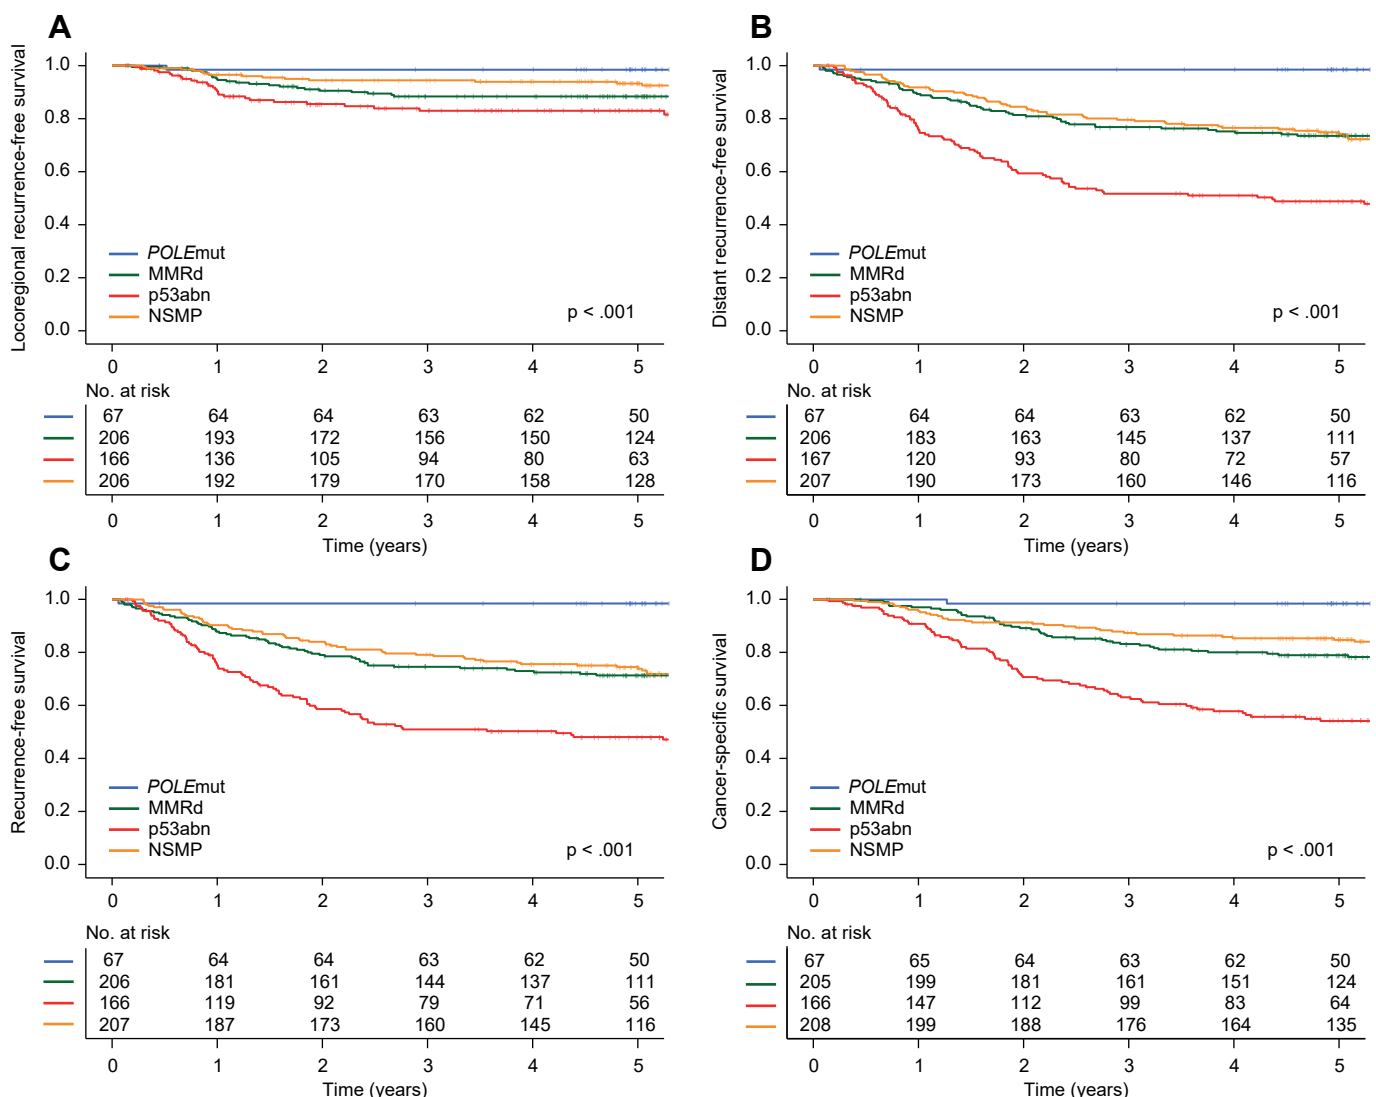 A
Locoregional recurrence-free survival
1.0
0.8
0.6
0.4
0.2
0.0
POLEmut
MMRd
p53abn
NSMP
p < .001
0 1 2 3 4 5
No. at risk
67 64 64 63 62 50
206 193 172 156 150 124
166 136 105 94 80 63
206 192 179 170 158 128
0 1 2 3 4 5
Time (years)
B
Distant recurrence-free survival
1.0
0.8
0.6
0.4
0.2
0.0
POLEmut
MMRd
p53abn
NSMP
p < .001
0 1 2 3 4 5
No. at risk
67 64 64 63 62 50
206 183 163 145 137 111
167 120 93 80 72 57
207 190 173 160 146 116
0 1 2 3 4 5
Time (years)
C
Recurrence-free survival
1.0
0.8
0.6
0.4
0.2
0.0
POLEmut
MMRd
p53abn
NSMP
p < .001
0 1 2 3 4 5
No. at risk
67 64 64 63 62 50
206 181 161 144 137 111
166 119 92 79 71 56
207 187 173 160 145 116
0 1 2 3 4 5
Time (years)
D
Cancer-specific survival
1.0
0.8
0.6
0.4
0.2
0.0
POLEmut
MMRd
p53abn
NSMP
p < .001
0 1 2 3 4 5
No. at risk
67 65 64 63 62 50
205 199 181 161 151 124
166 147 112 99 83 64
208 199 188 176 164 135
0 1 2 3 4 5
Time (years)